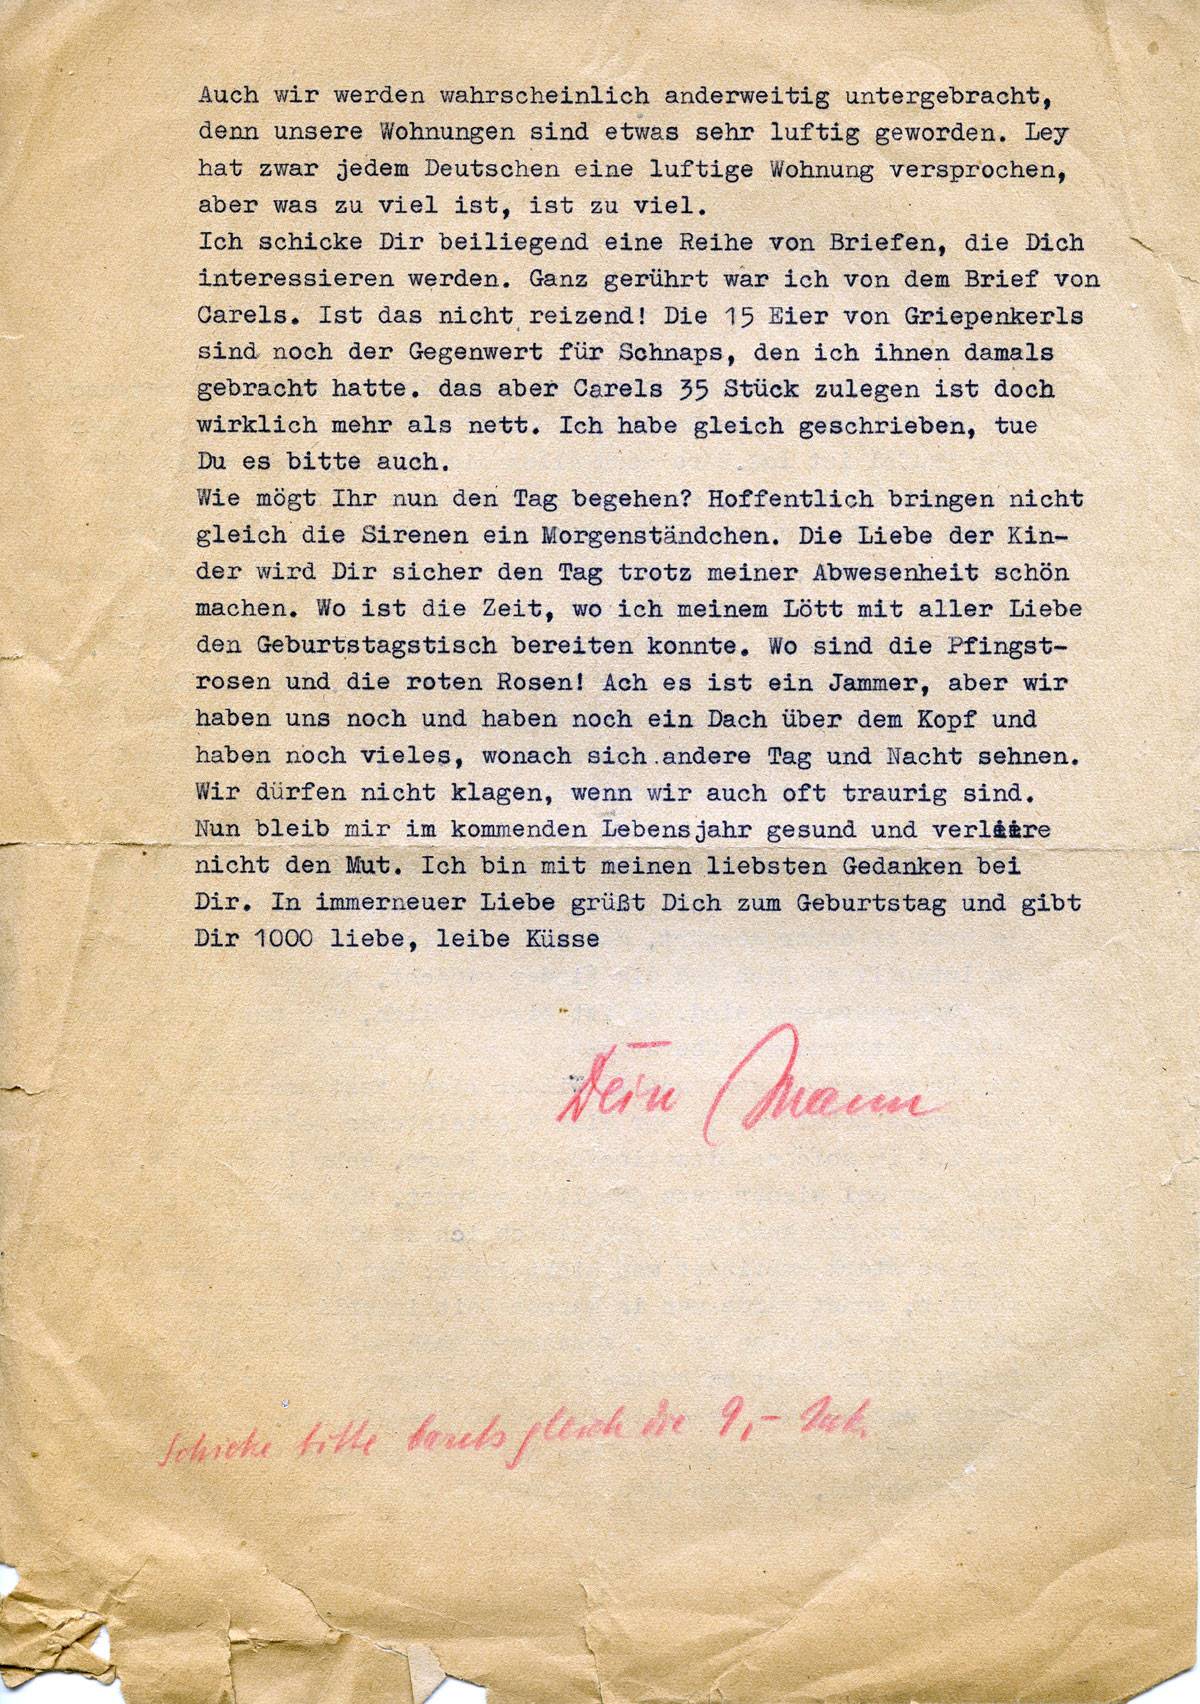 Auch wir werden wahrscheinlich anderweitig untergebracht,
denn unsere Wohnungen sind etwas sehr luftig geworden. Ley
hat zwar jedem Deutschen eine luftige Wohnung versprochen,
aber was zu viel ist, ist zu viel.
Ich schicke Dir beiliegend eine Reihe von Briefen, die Dich
interessieren werden. Ganz gerührt war ich von dem Brief von
Carels. Ist das nicht reizend! Die 15 Eier von Griepenkerls
sind noch der Gegenwert für Schnaps, den ich ihnen damals
gebracht hatte. das aber Carels 35 Stück zulegen ist doch
wirklich mehr als nett. Ich habe gleich geschrieben, tue
Du es bitte auch.
Wie mögt Ihr nun den Tag begehen? Hoffentlich bringen nicht
gleich die Sirenen ein Morgenständchen. Die Liebe der Kin-
der wird Dir sicher den Tag trotz meiner Abwesenheit schön
machen. Wo ist die Zeit, wo ich meinem Lött mit aller Liebe
den Geburtstagstisch bereiten konnte. Wo sind die Pfingst-
rosen und die roten Rosen! Ach es ist ein Jammer, aber wir
haben uns noch und haben noch ein Dach über dem Kopf und
haben noch vieles, wonach sich andere Tag und Nacht sehnen.
Wir dürfen nicht klagen, wenn wir auch oft traurig sind.
Nun bleib mir im kommenden Lebensjahr gesund und
nicht den Mut. Ich bin mit meinen liebsten Gedanken bei
Dir. In immerneuer Liebe grüßt Dich zum Geburtstag und gibt
Dir 1000 liebe, leibe Küsse
Dein Mann
Schicke bitte Carels gleich die 9,-